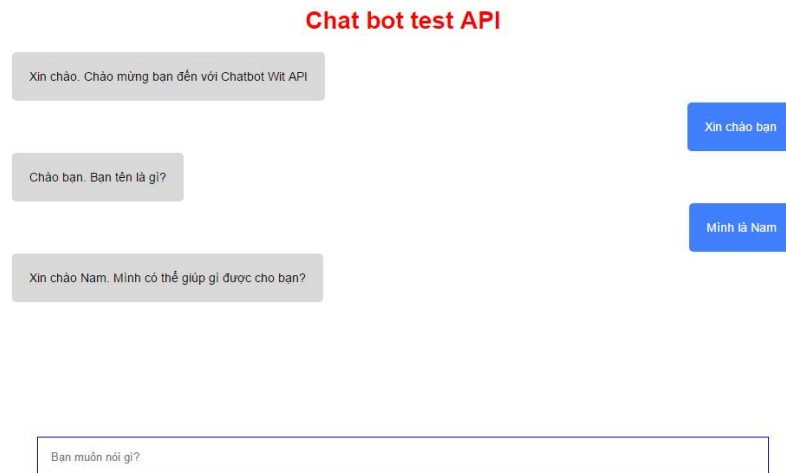 Chat bot test API
Xin chào. Chào mừng bạn đến với Chatbot Wit API
Xin chào bạn
Chào bạn. Bạn tên là gì?
Mình là Nam
Xin chào Nam. Mình có thể giúp gì được cho bạn?
Bạn muốn nói gì?